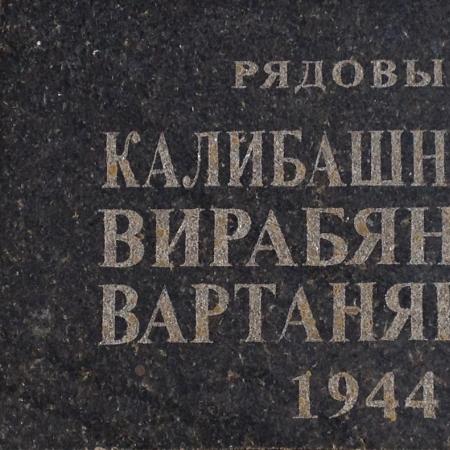 РЯДОВЫ
КАЛИБАШН
ВИРАБЯН
ВАРТАНЯ
1944